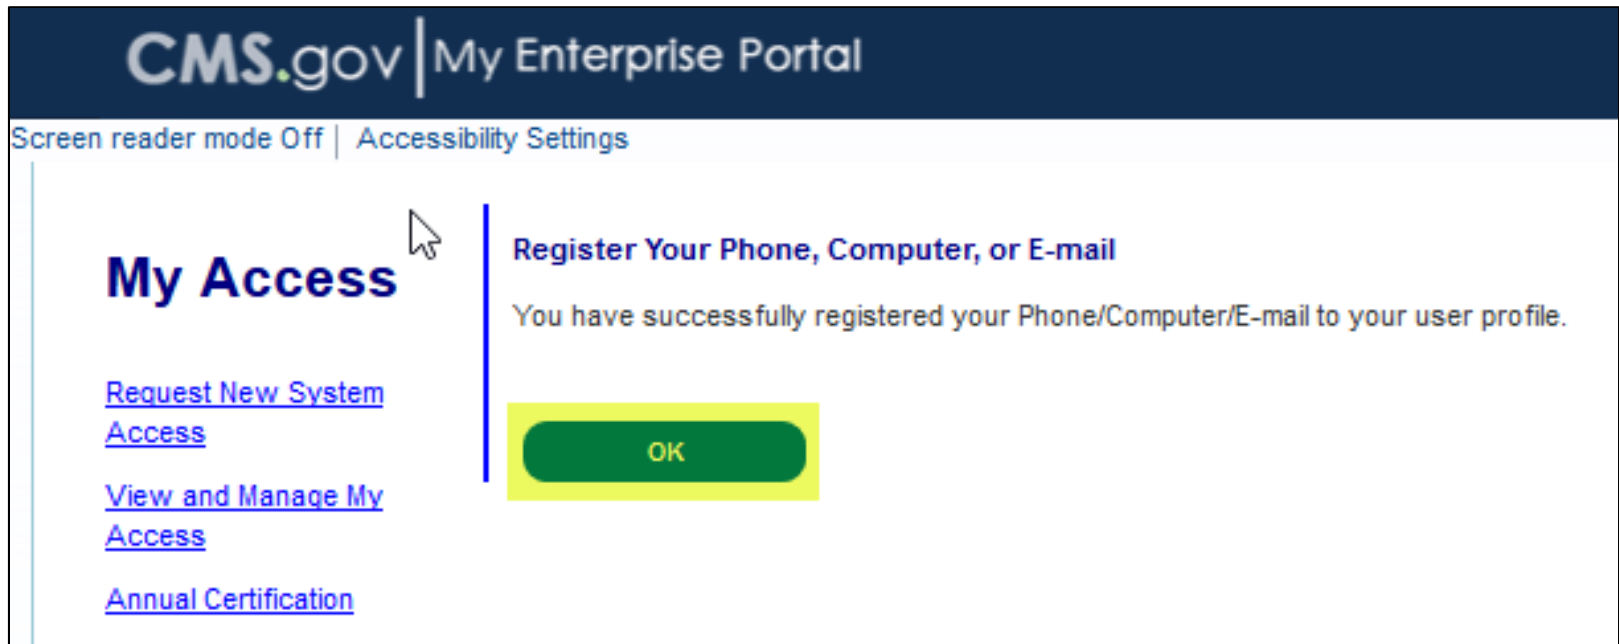 CMS.gov | My Enterprise Portal
Screen reader mode Off | Accessibility Settings
My Access
Request New System
Access
View and Manage My
Access
Annual Certification
Register Your Phone, Computer, or E-mail
You have successfully registered your Phone/Computer/E-mail to your user profile.
OK